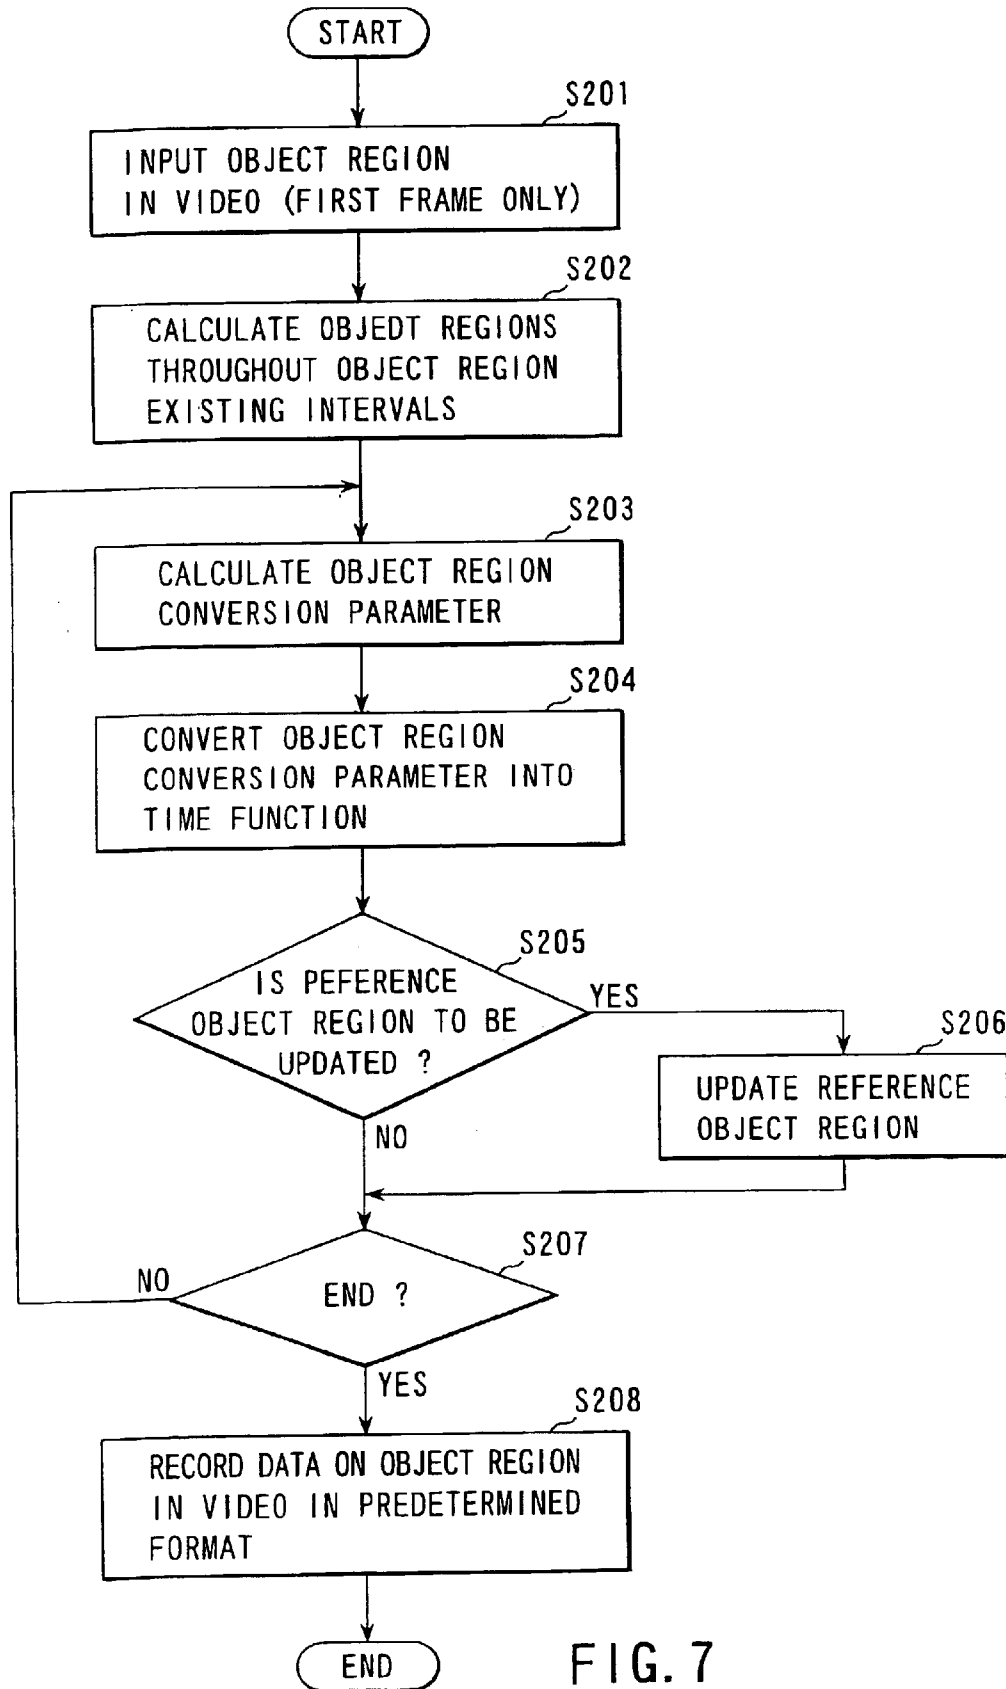 START
S201
INPUT OBJECT REGION
IN VIDEO (FIRST FRAME ONLY)
S202
CALCULATE OBJEDT REGIONS
THROUGHOUT OBJECT REGION
EXISTING INTERVALS
S203
CALCULATE OBJECT REGION
CONVERSION PARAMETER
S204
CONVERT OBJECT REGION
CONVERSION PARAMETER INTO
TIME FUNCTION
S205
IS PEFERENCE
OBJECT REGION TO BE
UPDATED ?
YES
S206
UPDATE REFERENCE
OBJECT REGION
NO
S207
END ?
NO
YES
S208
RECORD DATA ON OBJECT REGION
IN VIDEO IN PREDETERMINED
FORMAT
END
FIG. 7